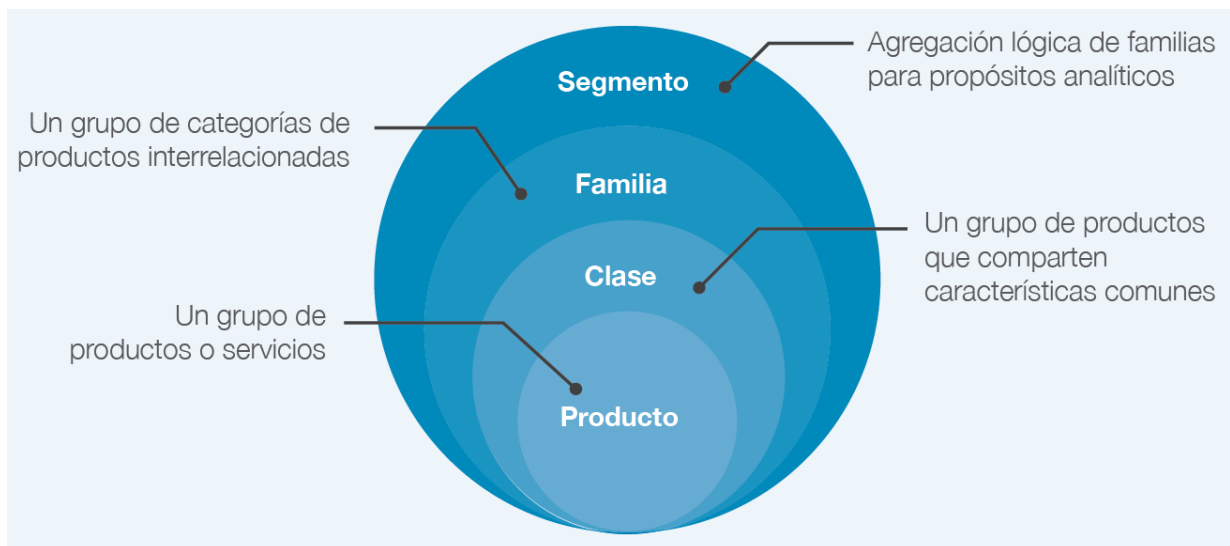 Segmento
Agregación lógica de familias
para propósitos analíticos
Un grupo de categorías de
productos interrelacionadas
Familia
Un grupo de productos
que comparten
características comunes
Clase
Un grupo de
productos o servicios
Producto